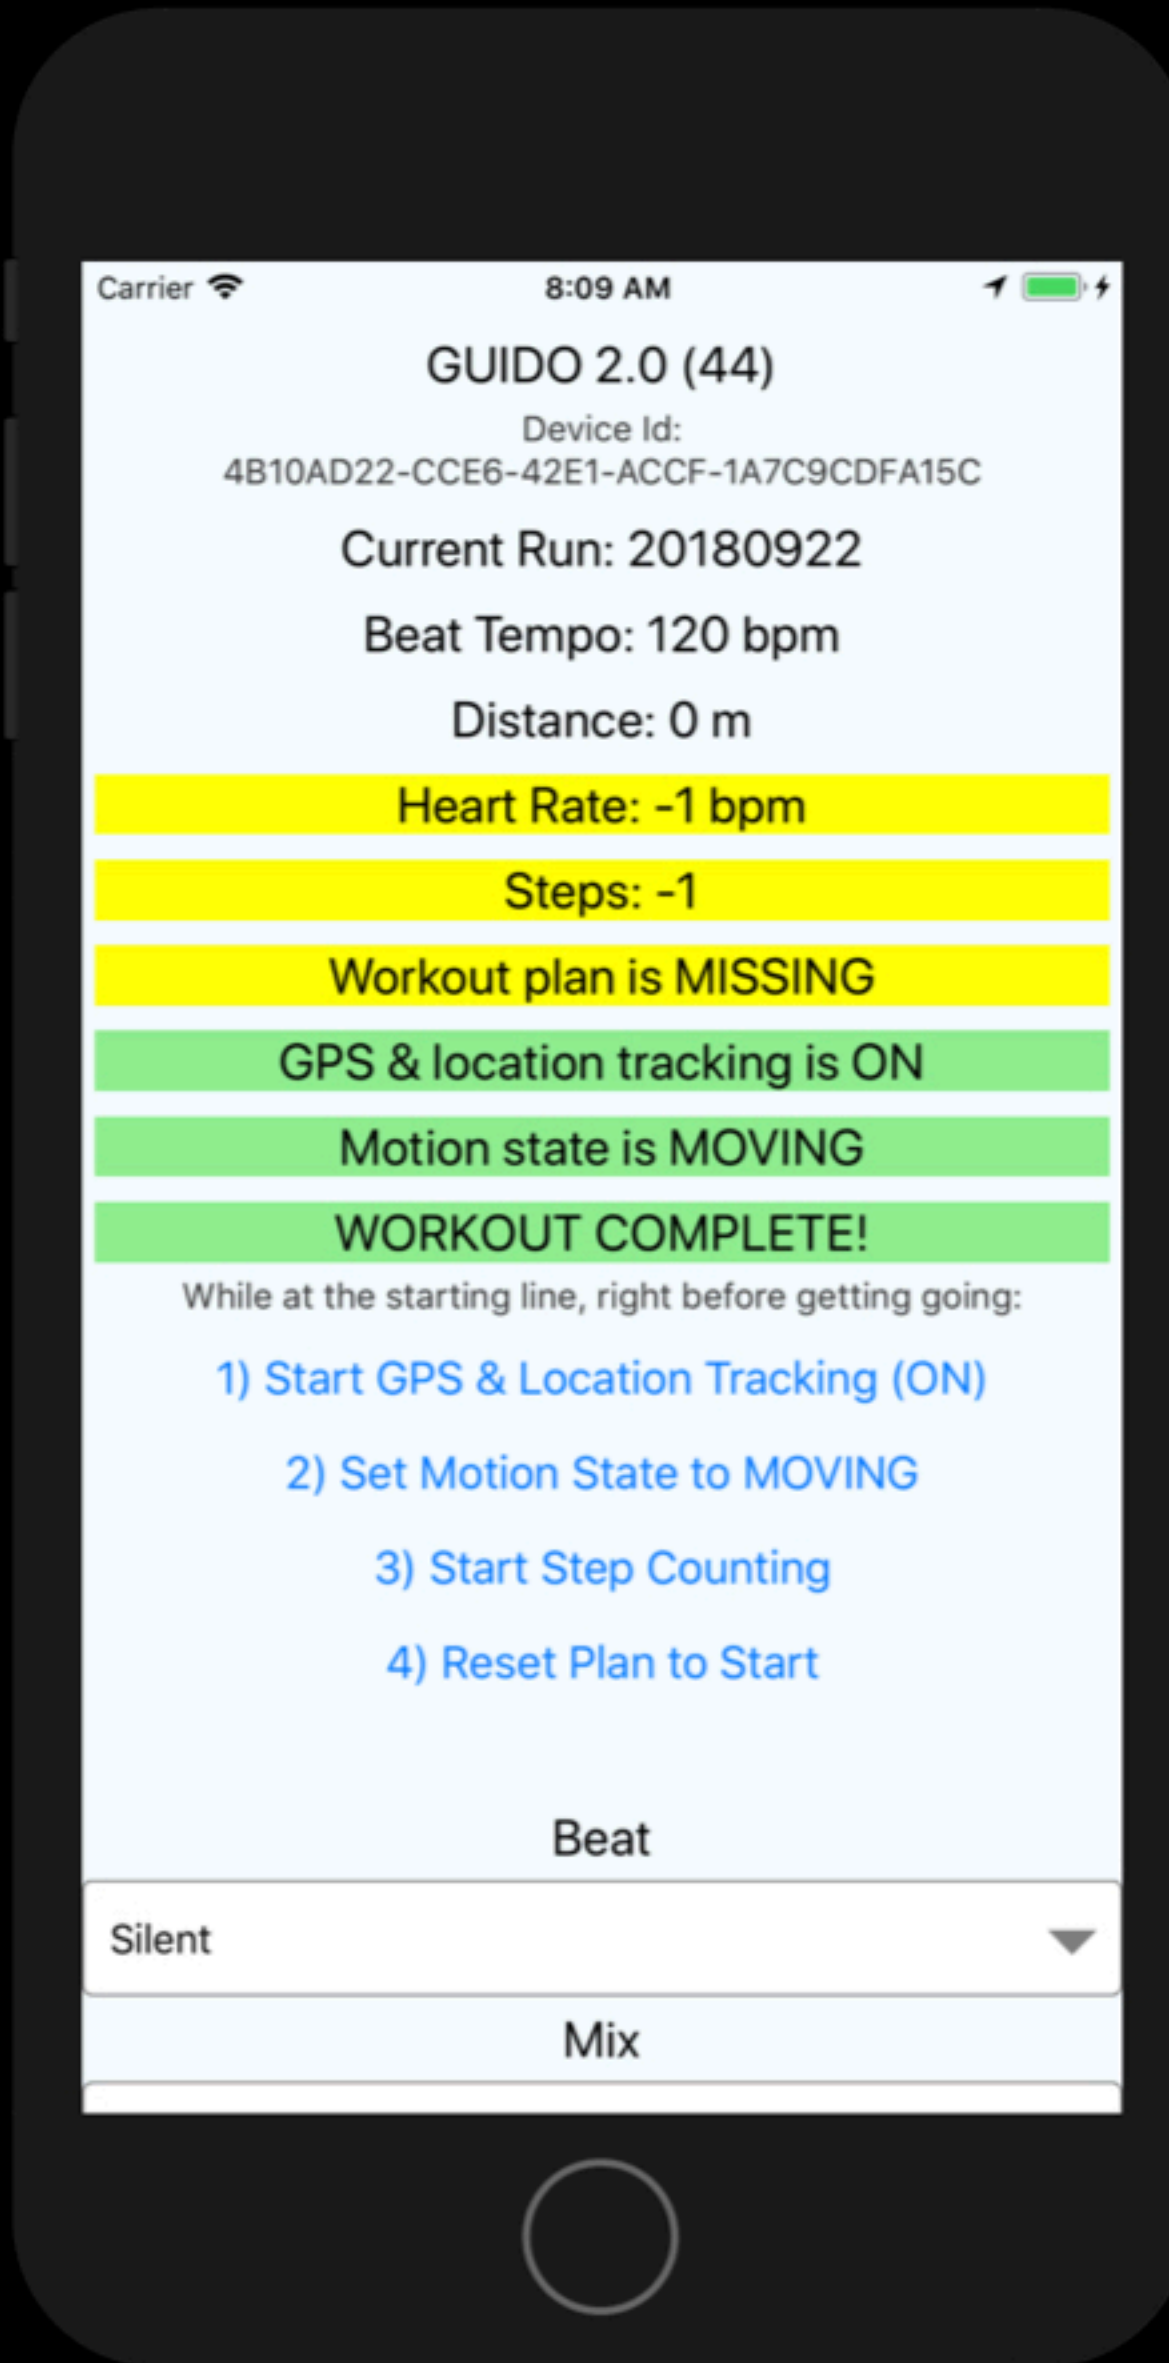 Carrier 8:09 AM
GUIDO 2.0 (44)
Device Id:
4B10AD22-CCE6-42E1-ACCF-1A7C9CDFA15C
Current Run: 20180922
Beat Tempo: 120 bpm
Distance: 0 m
Heart Rate: -1 bpm
Steps: -1
Workout plan is MISSING
GPS & location tracking is ON
Motion state is MOVING
WORKOUT COMPLETE!
While at the starting line, right before getting going:
1) Start GPS & Location Tracking (ON)
2) Set Motion State to MOVING
3) Start Step Counting
4) Reset Plan to Start
Beat
Silent
Mix